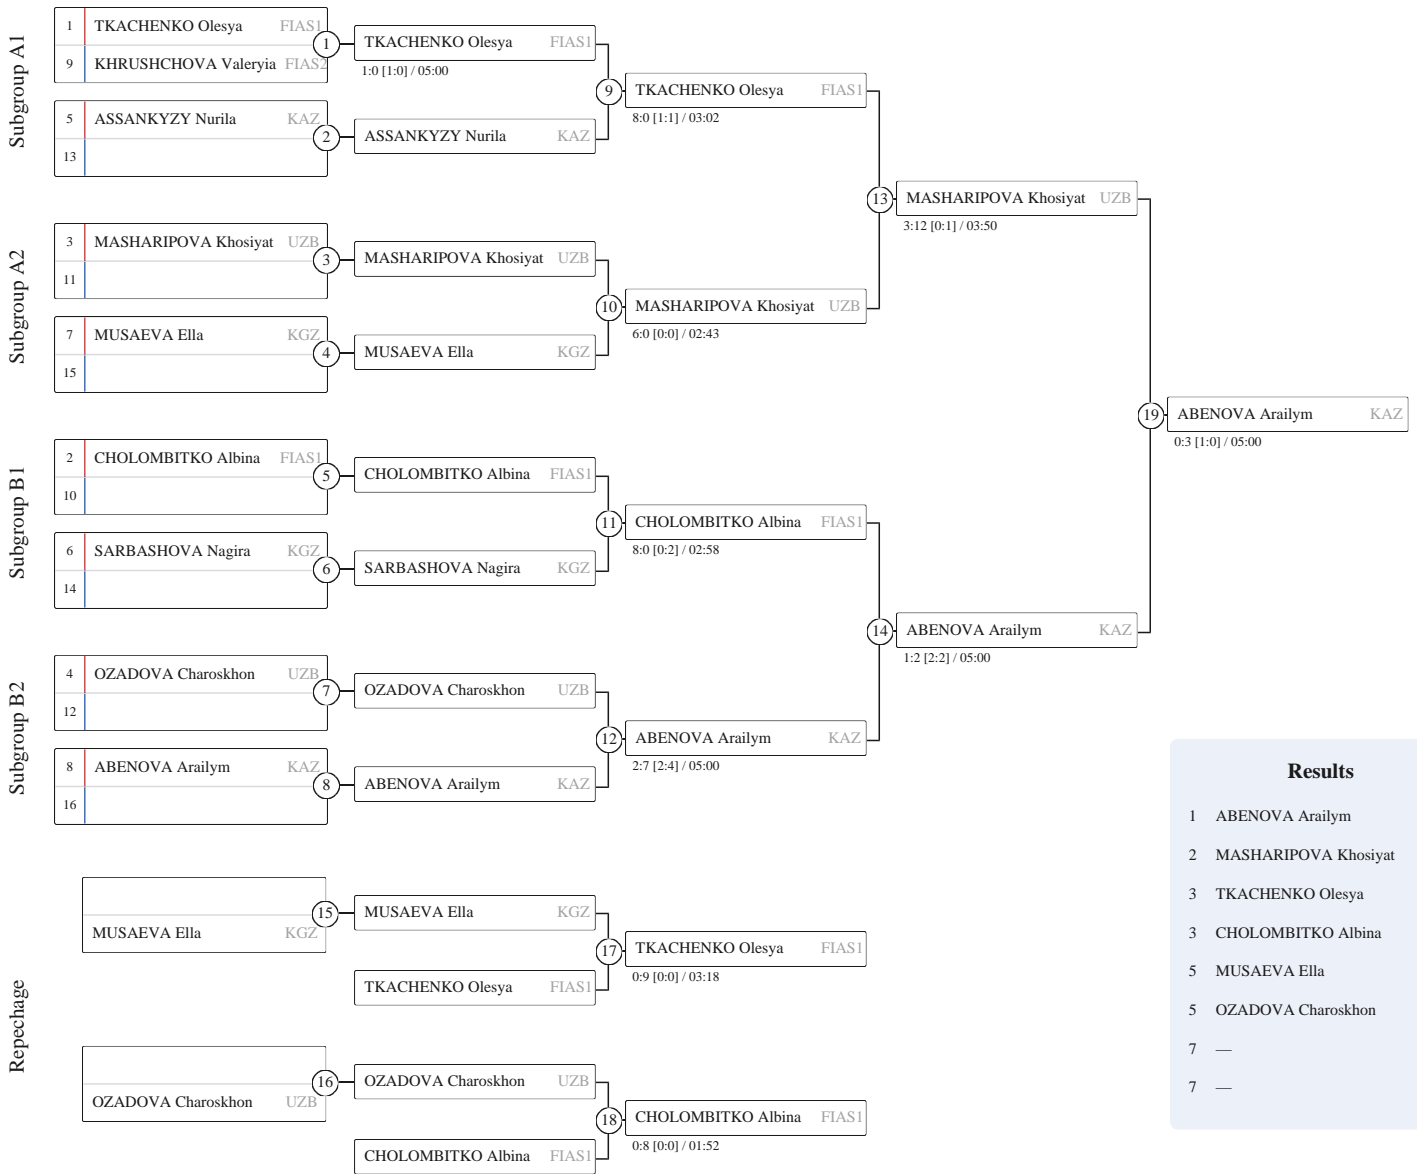 Subgroup A1
1 TKACHENKO Olesya FIAS1
9 KHRUSHCHOVA Valeryia FIAS2
1
TKACHENKO Olesya FIAS1
1:0 [1:0] / 05:00
5 ASSANKYZY Nurila KAZ
13
2
ASSANKYZY Nurila KAZ
9
TKACHENKO Olesya FIAS1
8:0 [1:1] / 03:02
Subgroup A2
3 MASHARIPOVA Khosiyat UZB
11
3
MASHARIPOVA Khosiyat UZB
7 MUSAEVA Ella KGZ
15
4
MUSAEVA Ella KGZ
10
MASHARIPOVA Khosiyat UZB
6:0 [0:0] / 02:43
13
MASHARIPOVA Khosiyat UZB
3:12 [0:1] / 03:50
Subgroup B1
2 CHOLOMBITKO Albina FIAS1
10
5
CHOLOMBITKO Albina FIAS1
6 SARBASHOVA Nagira KGZ
14
6
SARBASHOVA Nagira KGZ
11
CHOLOMBITKO Albina FIAS1
8:0 [0:2] / 02:58
Subgroup B2
4 OZADOVA Charoskhon UZB
12
7
OZADOVA Charoskhon UZB
8 ABENOVA Arailym KAZ
16
8
ABENOVA Arailym KAZ
12
ABENOVA Arailym KAZ
2:7 [2:4] / 05:00
14
ABENOVA Arailym KAZ
1:2 [2:2] / 05:00
19
ABENOVA Arailym KAZ
0:3 [1:0] / 05:00
Repechage
MUSAEVA Ella KGZ
15
MUSAEVA Ella KGZ
TKACHENKO Olesya FIAS1
17
TKACHENKO Olesya FIAS1
0:9 [0:0] / 03:18
OZADOVA Charoskhon UZB
16
OZADOVA Charoskhon UZB
CHOLOMBITKO Albina FIAS1
18
CHOLOMBITKO Albina FIAS1
0:8 [0:0] / 01:52
Results
1 ABENOVA Arailym
2 MASHARIPOVA Khosiyat
3 TKACHENKO Olesya
3 CHOLOMBITKO Albina
5 MUSAEVA Ella
5 OZADOVA Charoskhon
7 —
7 —